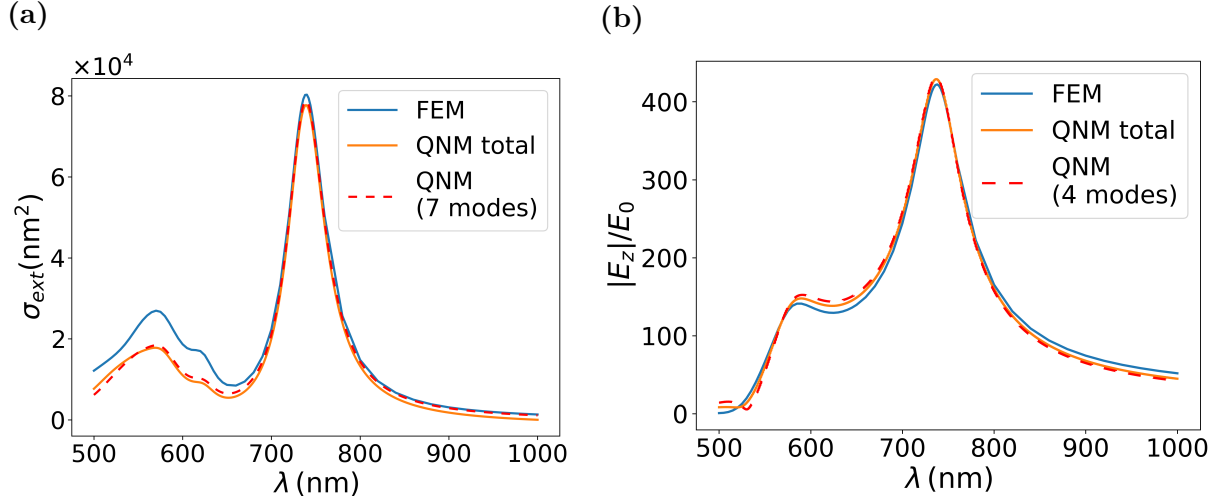 (a)
×10⁴
σ_ext(nm²)
8
6
4
2
0
500 600 700 800 900 1000
λ (nm)
FEM
QNM total
QNM
(7 modes)
(b)
|E_z|/E_0
400
300
200
100
0
500 600 700 800 900 1000
λ (nm)
FEM
QNM total
QNM
(4 modes)